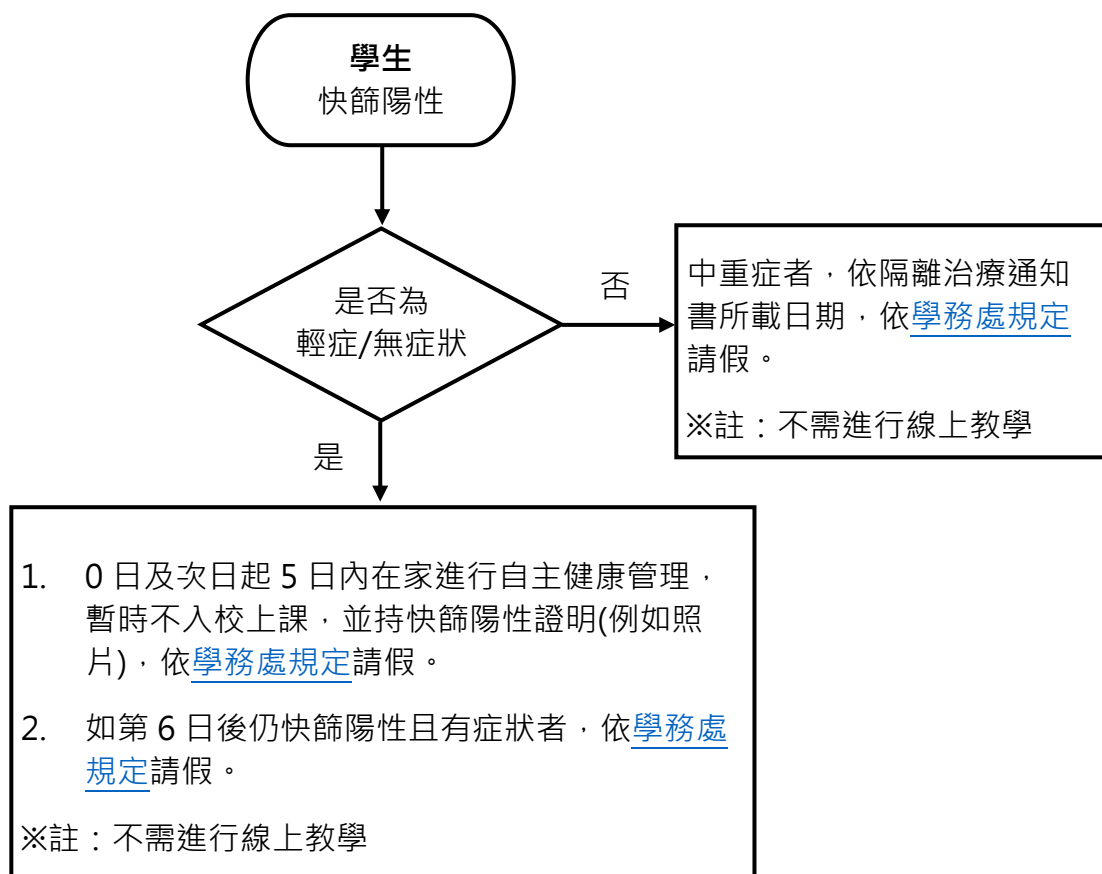 學生
快篩陽性
是否為
輕症/無症狀
否
中重症者，依隔離治療通知
書所載日期，依學務處規定
請假。
※註：不需進行線上教學
是
1. 0 日及次日起 5 日內在家進行自主健康管理，
暫時不入校上課，並持快篩陽性證明(例如照
片)，依學務處規定請假。
2. 如第 6 日後仍快篩陽性且有症狀者，依學務處
規定請假。
※註：不需進行線上教學